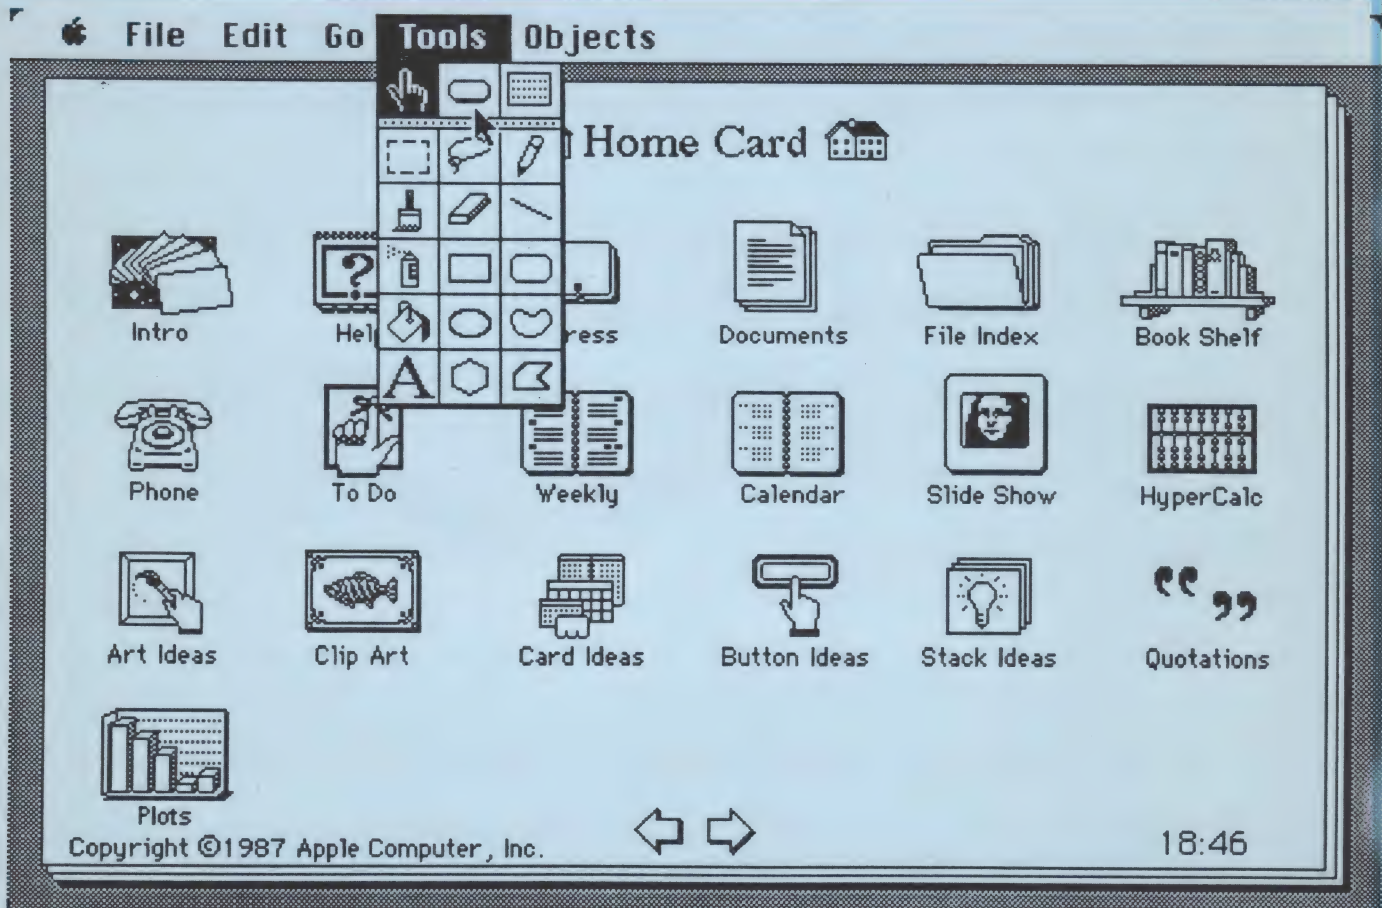 File Edit Go Tools Objects
Home Card
Intro
Documents
File Index
Book Shelf
A
Phone
To Do
Weekly
Calendar
Slide Show
HyperCalc
Art Ideas
Clip Art
Card Ideas
Button Ideas
Stack Ideas
Quotations
Plots
Copyright ©1987 Apple Computer, Inc.
18:46